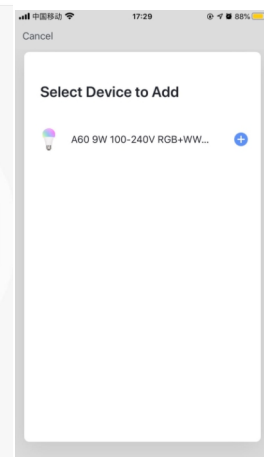 中国移动 17:29 88%
Cancel
Select Device to Add
A60 9W 100-240V RGB+WW...